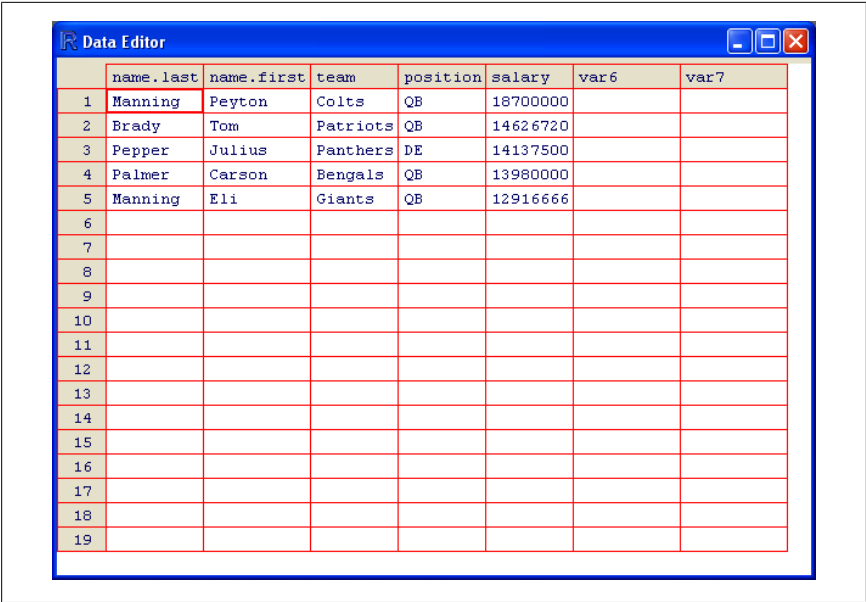 R Data Editor
name.last name.first team position salary var6 var7
1 Manning Peyton Colts QB 18700000
2 Brady Tom Patriots QB 14626720
3 Pepper Julius Panthers DE 14137500
4 Palmer Carson Bengals QB 13980000
5 Manning Eli Giants QB 12916666
6
7
8
9
10
11
12
13
14
15
16
17
18
19